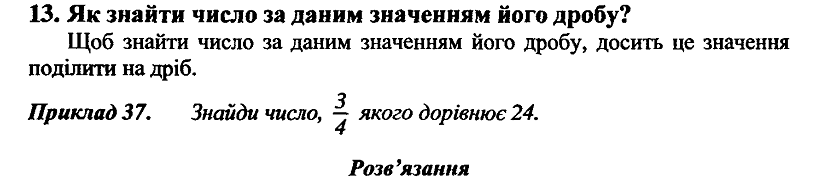 13. Як знайти число за даним значенням його дробу?
Щоб знайти число за даним значенням його дробу, досить це значення
поділити на дріб.
Приклад 37. Знайди число, 3/4 якого дорівнює 24.
Розв’язання